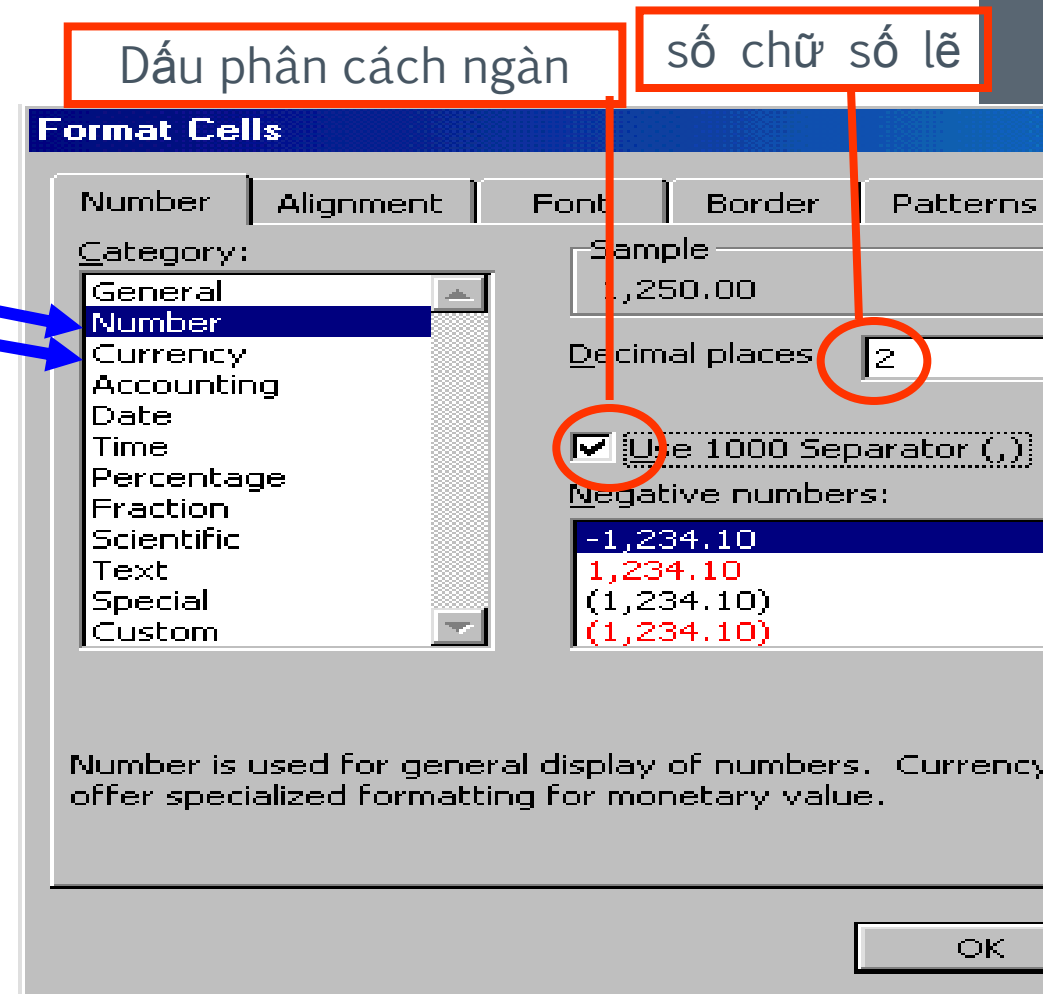 Dấu phân cách ngàn
số chữ số lẽ
Format Cells
Number Alignment Font Border Patterns
Category:
General
Number
Currency
Accounting
Date
Time
Percentage
Fraction
Scientific
Text
Special
Custom
Sample
1,250.00
Decimal places 2
Use 1000 Separator (,)
Negative numbers:
-1,234.10
1,234.10
(1,234.10)
(1,234.10)
Number is used for general display of numbers. Currency
offer specialized formatting for monetary value.
OK